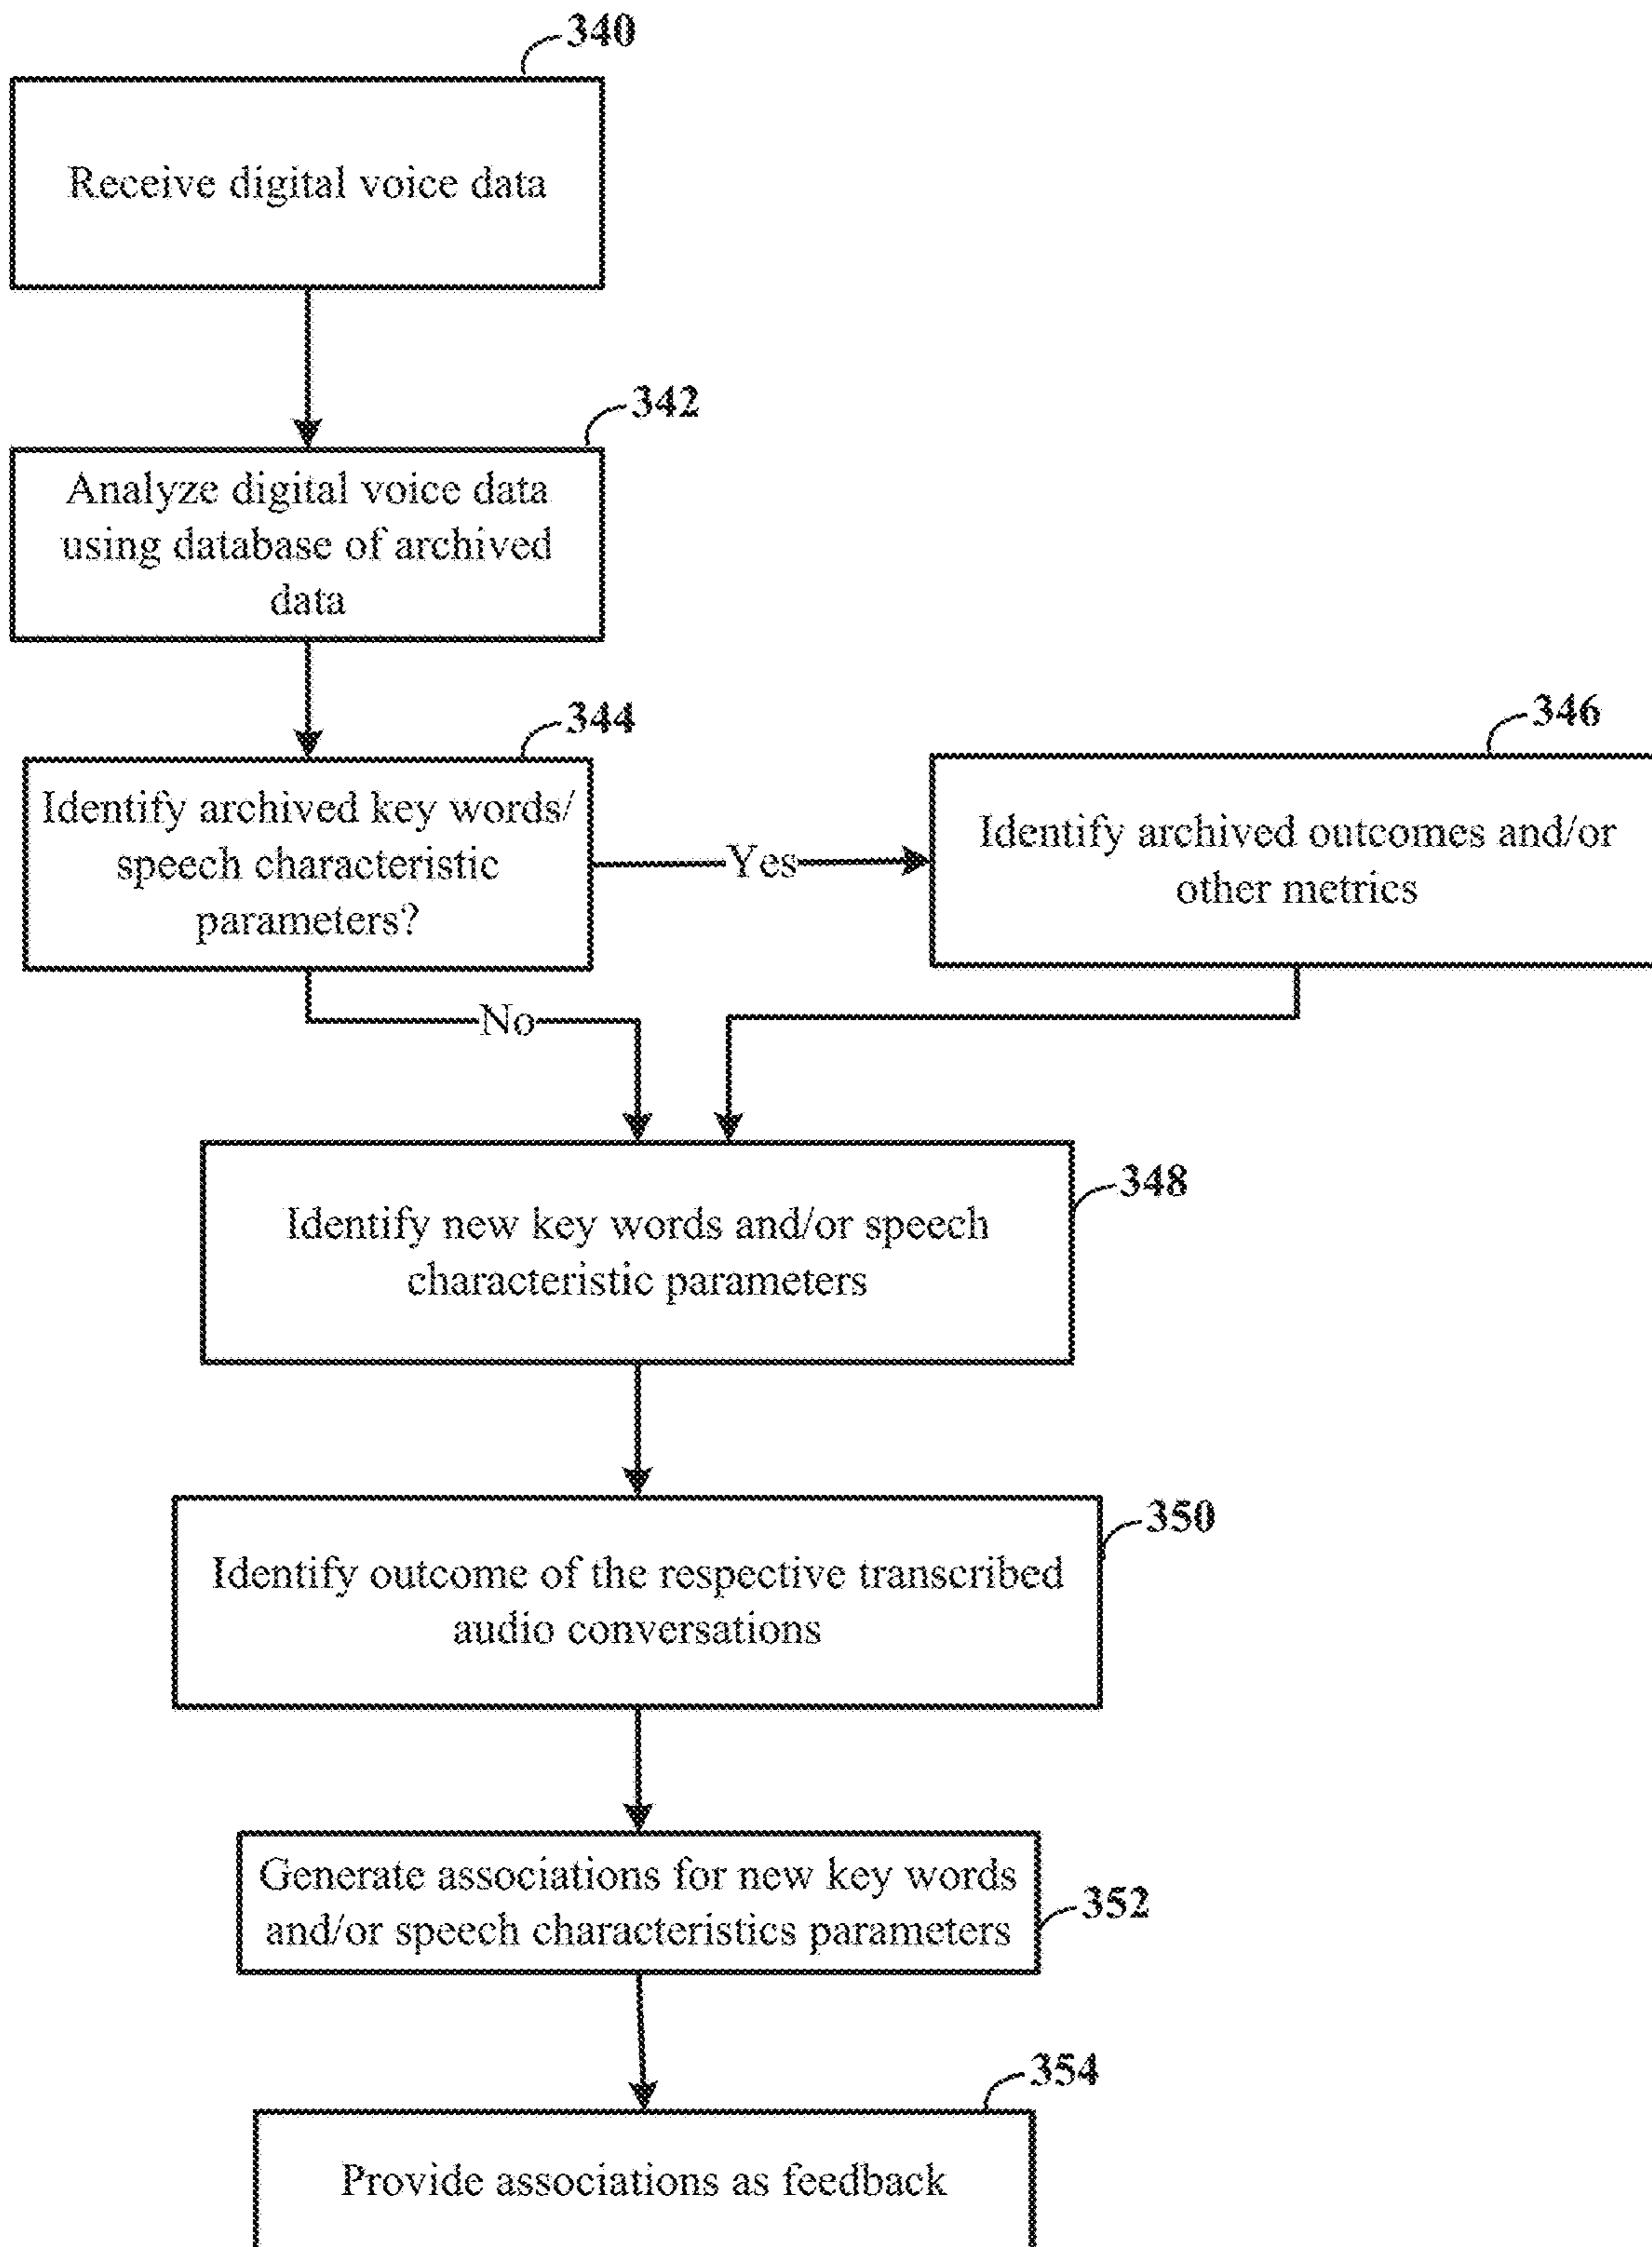 340
Receive digital voice data
342
Analyze digital voice data
using database of archived
data
344
Identify archived key words/
speech characteristic
parameters?
Yes
346
Identify archived outcomes and/or
other metrics
No
348
Identify new key words and/or speech
characteristic parameters
350
Identify outcome of the respective transcribed
audio conversations
352
Generate associations for new key words
and/or speech characteristics parameters
354
Provide associations as feedback